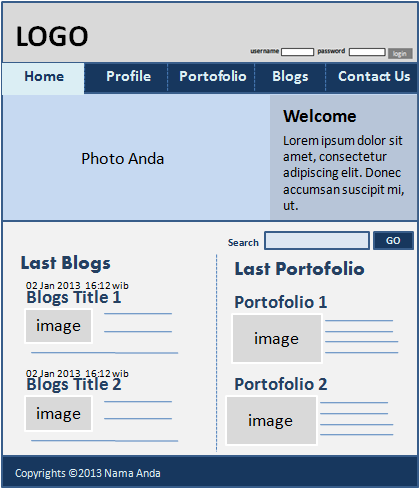 LOGO
username password login
Home Profile Portofolio Blogs Contact Us
Photo Anda
Welcome
Lorem ipsum dolor sit
amet, consectetur
adipiscing elit. Donec
accumsan suscipit mi,
ut.
Search GO
Last Blogs
02 Jan 2013 16:12 wib
Blogs Title 1
image
02 Jan 2013 16:12 wib
Blogs Title 2
image
Last Portofolio
Portofolio 1
image
Portofolio 2
image
Copyrights ©2013 Nama Anda